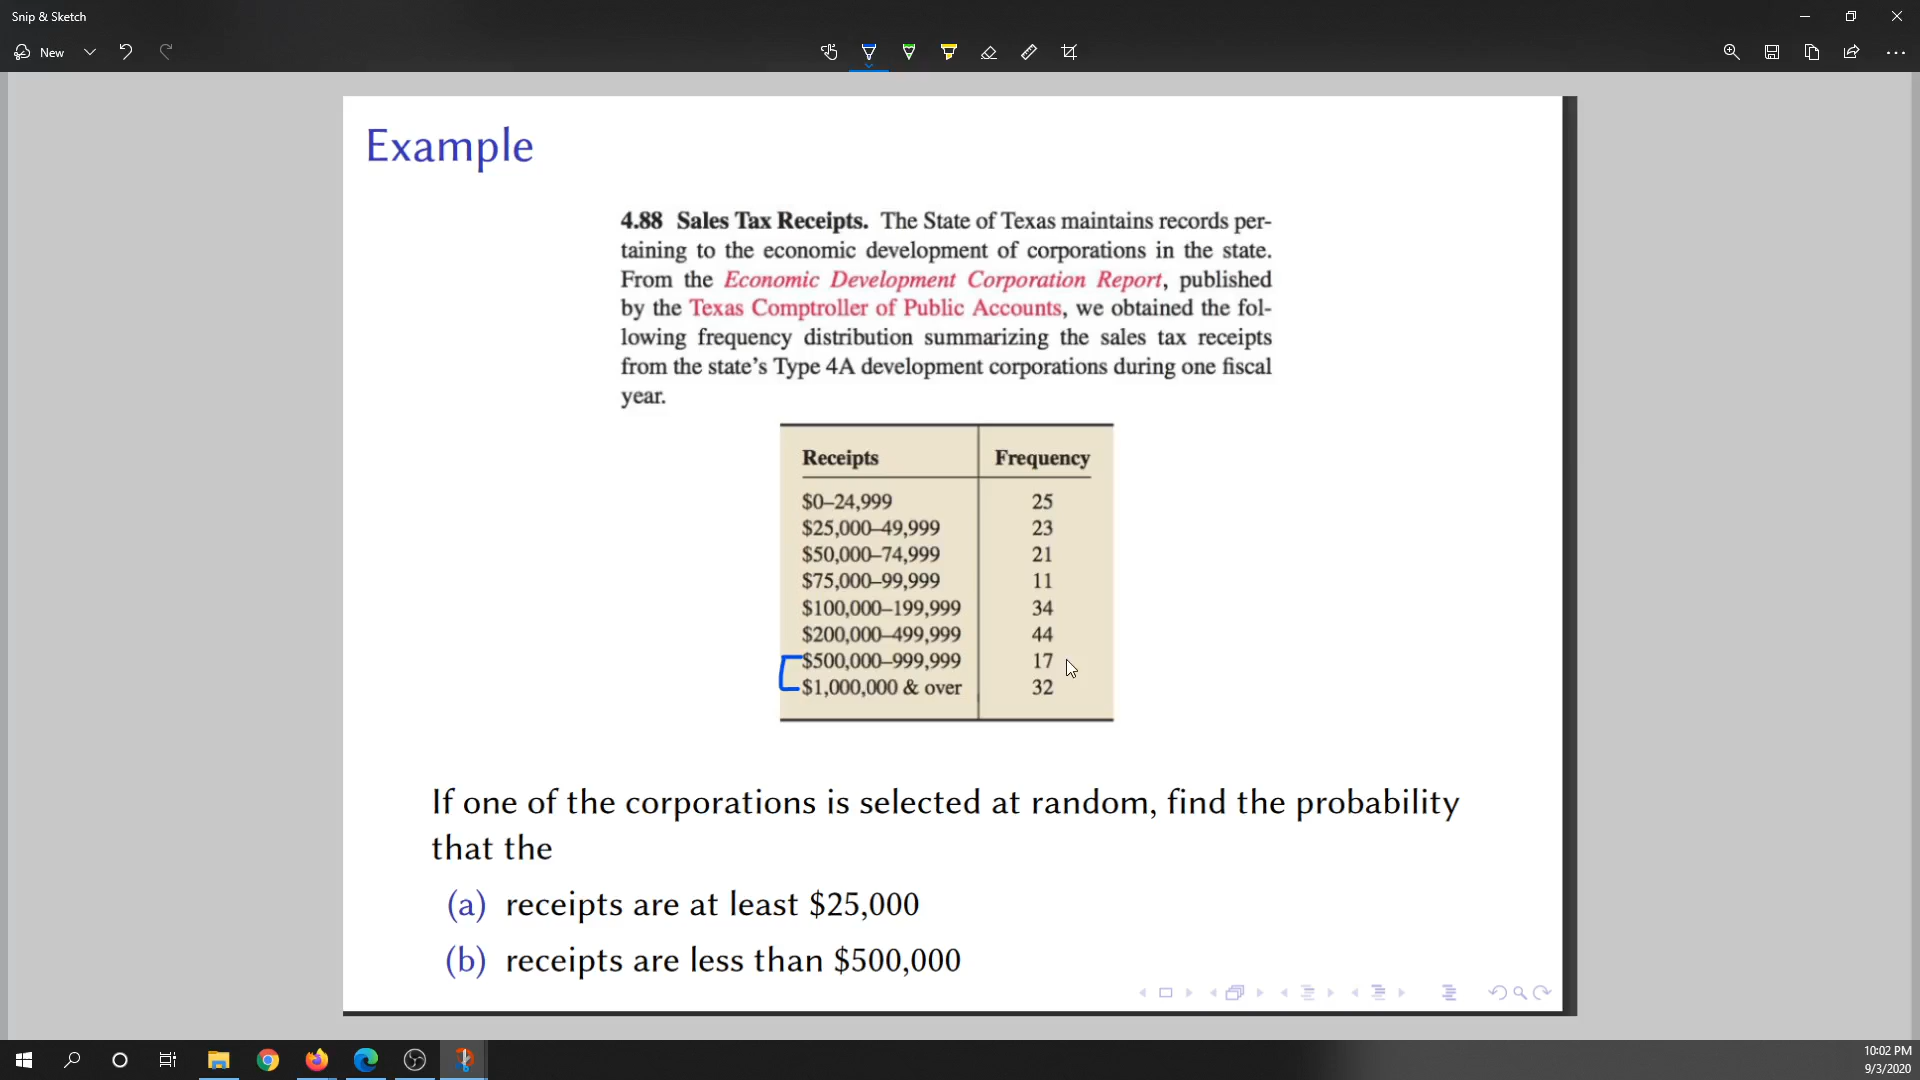 Snip & Sketch
New
Example
4.88 Sales Tax Receipts. The State of Texas maintains records per-
taining to the economic development of corporations in the state.
From the Economic Development Corporation Report, published
by the Texas Comptroller of Public Accounts, we obtained the fol-
lowing frequency distribution summarizing the sales tax receipts
from the state's Type 4A development corporations during one fiscal
year.
Receipts Frequency
$0–24,999 25
$25,000–49,999 23
$50,000–74,999 21
$75,000–99,999 11
$100,000–199,999 34
$200,000–499,999 44
$500,000–999,999 17
$1,000,000 & over 32
If one of the corporations is selected at random, find the probability
that the
(a) receipts are at least $25,000
(b) receipts are less than $500,000
10:02 PM
9/3/2020